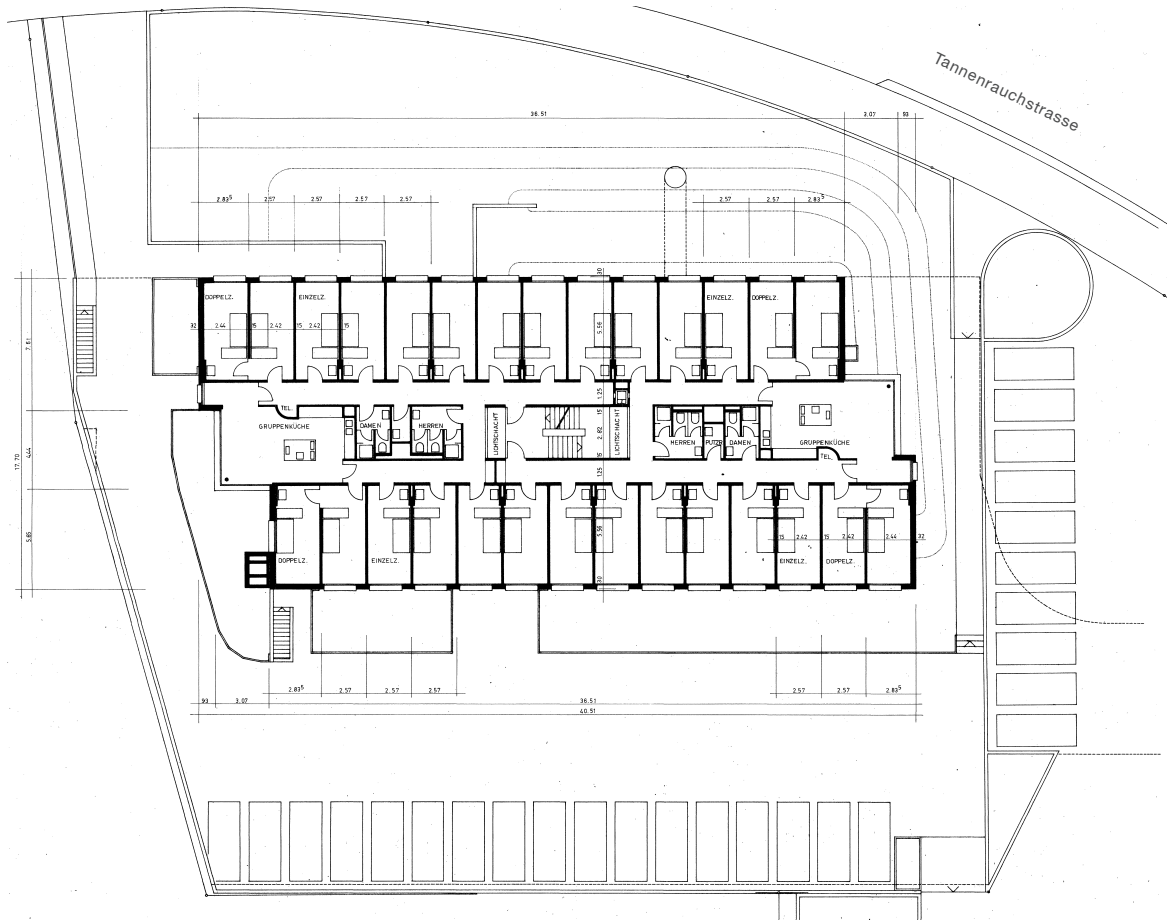 Tannenrauchstrasse
36.51
3.07
93
2.83⁵
2.57
2.57
2.57
2.57
2.57
2.57
2.83⁵
30
DOPPELZ.
EINZELZ.
EINZELZ.
DOPPELZ.
32
2.44
15
2.42
15
2.42
15
5.56
7.61
1.25
TEL.
GRUPPENKÜCHE
DAMEN
HERREN
LICHTSCHACHT
15
2.82
15
LICHTSCHACHT
HERREN
PUTZR
DAMEN
GRUPPENKÜCHE
TEL.
17.70
4.44
1.25
5.85
5.56
15
2.42
15
2.42
2.44
32
DOPPELZ.
EINZELZ.
EINZELZ.
DOPPELZ.
30
2.83⁵
2.57
2.57
2.57
2.57
2.57
2.83⁵
93
3.07
36.51
40.51